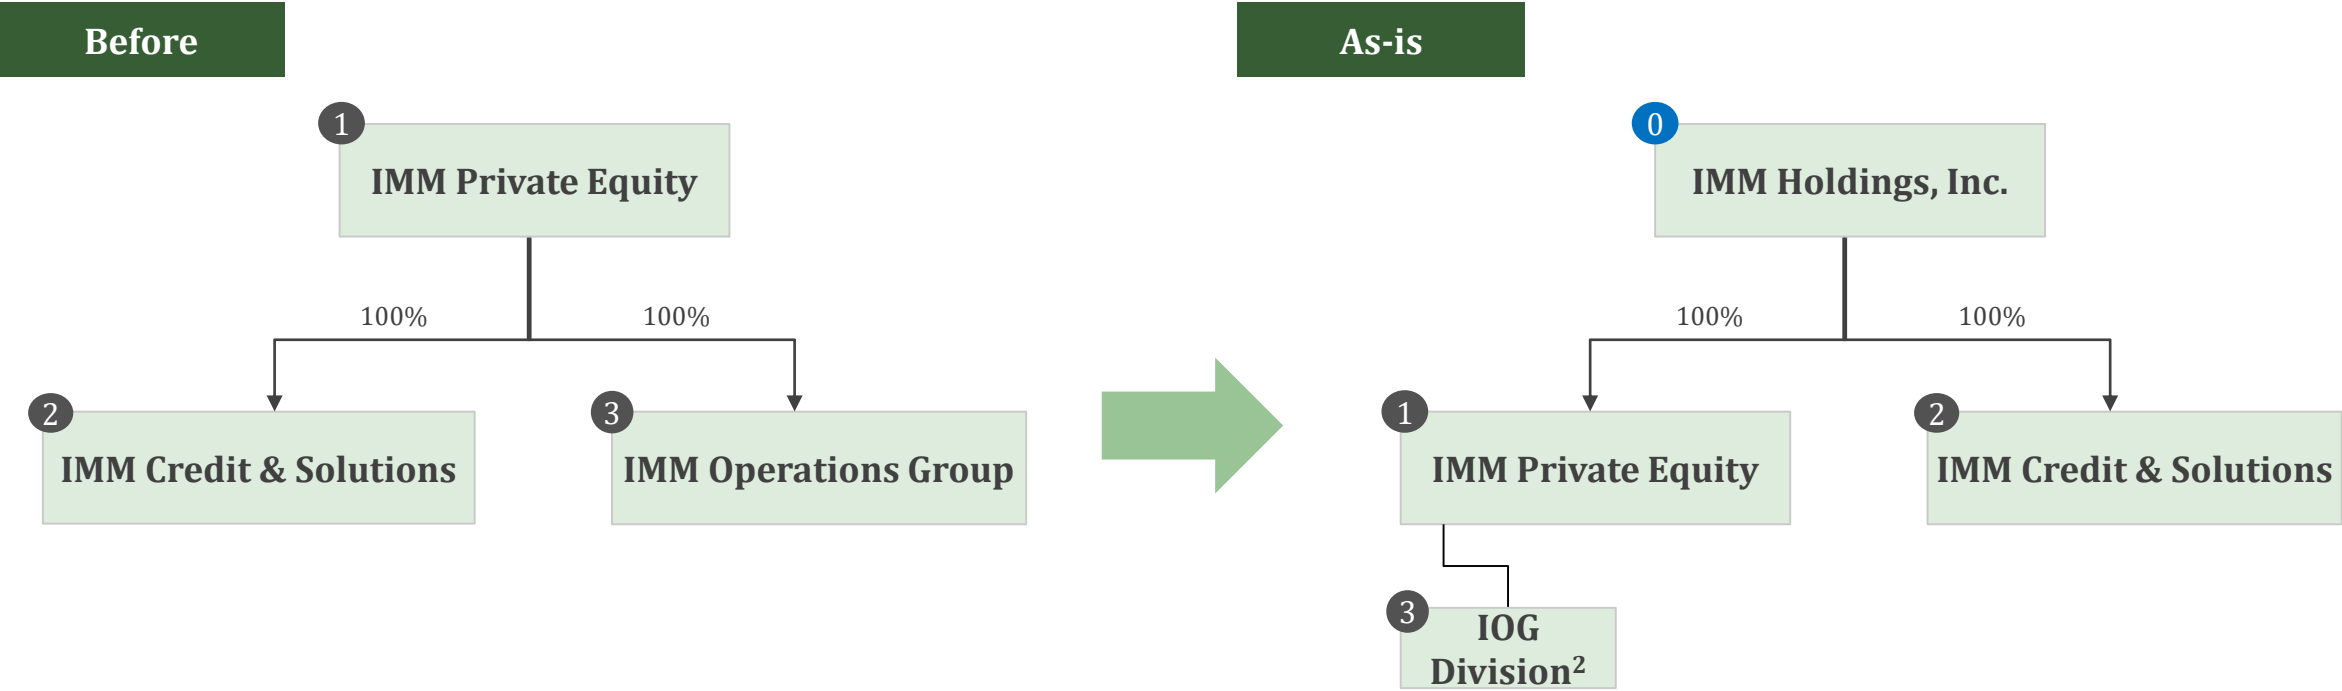 Before
1
IMM Private Equity
100%
100%
2
IMM Credit & Solutions
3
IMM Operations Group
As-is
0
IMM Holdings, Inc.
100%
100%
1
IMM Private Equity
2
IMM Credit & Solutions
3
IOG
Division²